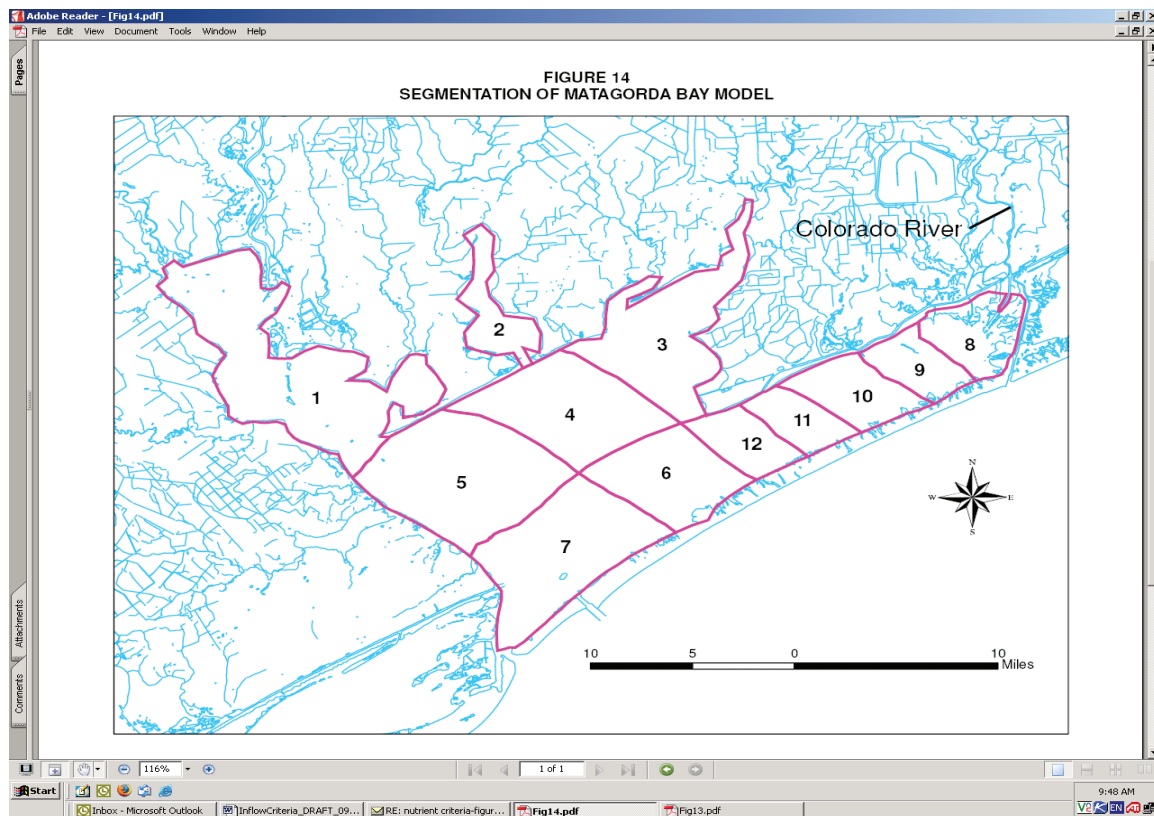 Adobe Reader - [Fig14.pdf]
File Edit View Document Tools Window Help
Pages
Attachments
Comments
FIGURE 14
SEGMENTATION OF MATAGORDA BAY MODEL
Colorado River
1
2
3
4
5
6
7
8
9
10
11
12
N
W E
S
10 5 0 10
Miles
116%
1 of 1
Start
9:48 AM
Inbox - Microsoft Outlook InflowCriteria_DRAFT_09... RE: nutrient criteria-figur... Fig14.pdf Fig13.pdf
V2 EN